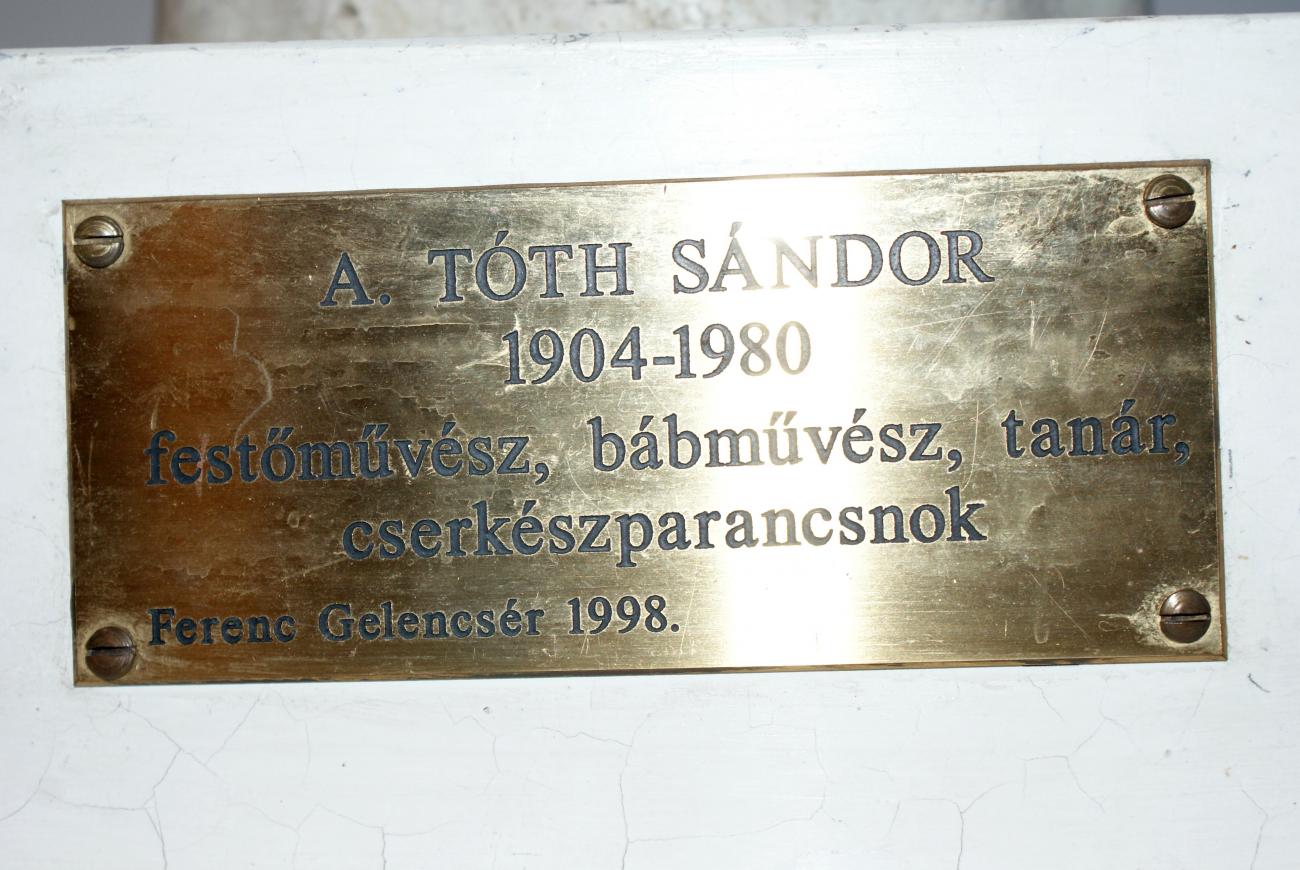 A. TÓTH SÁNDOR
1904-1980
festőművész, bábművész, tanár,
cserkészparancsnok
Ferenc Gelencsér 1998.